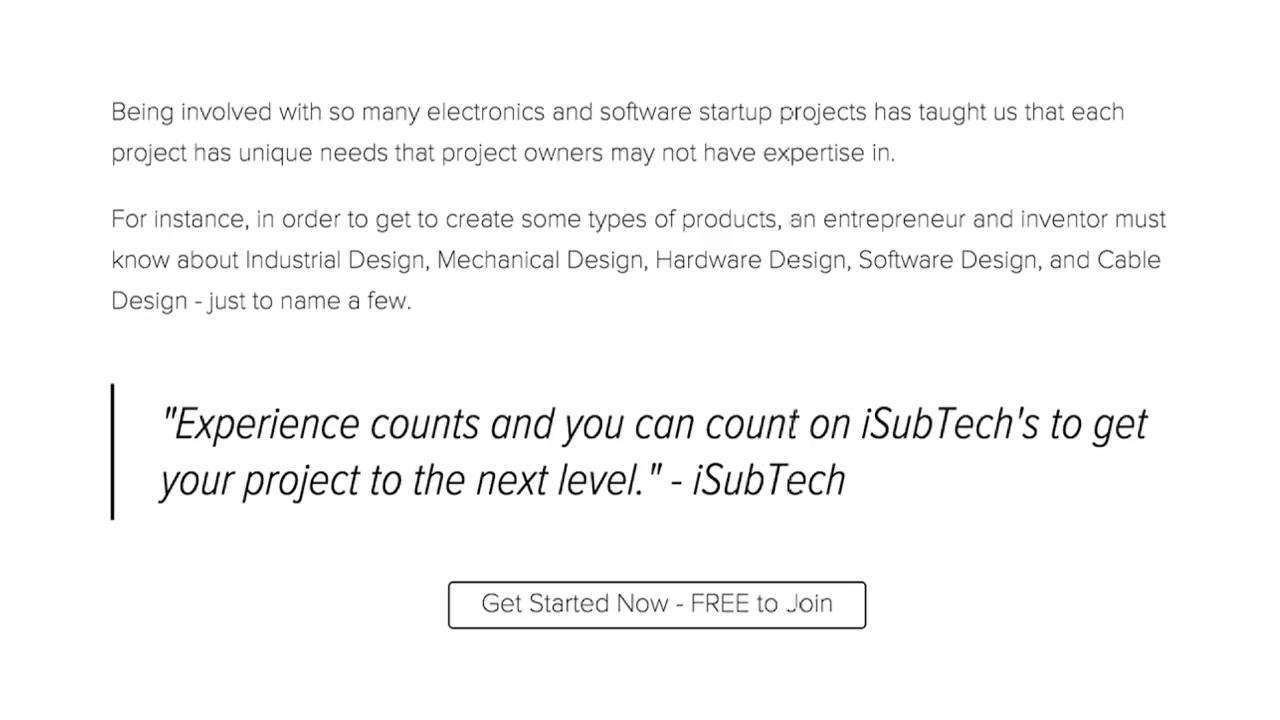 Being involved with so many electronics and software startup projects has taught us that each
project has unique needs that project owners may not have expertise in.
For instance, in order to get to create some types of products, an entrepreneur and inventor must
know about Industrial Design, Mechanical Design, Hardware Design, Software Design, and Cable
Design - just to name a few.
"Experience counts and you can count on iSubTech's to get
your project to the next level." - iSubTech
Get Started Now - FREE to Join